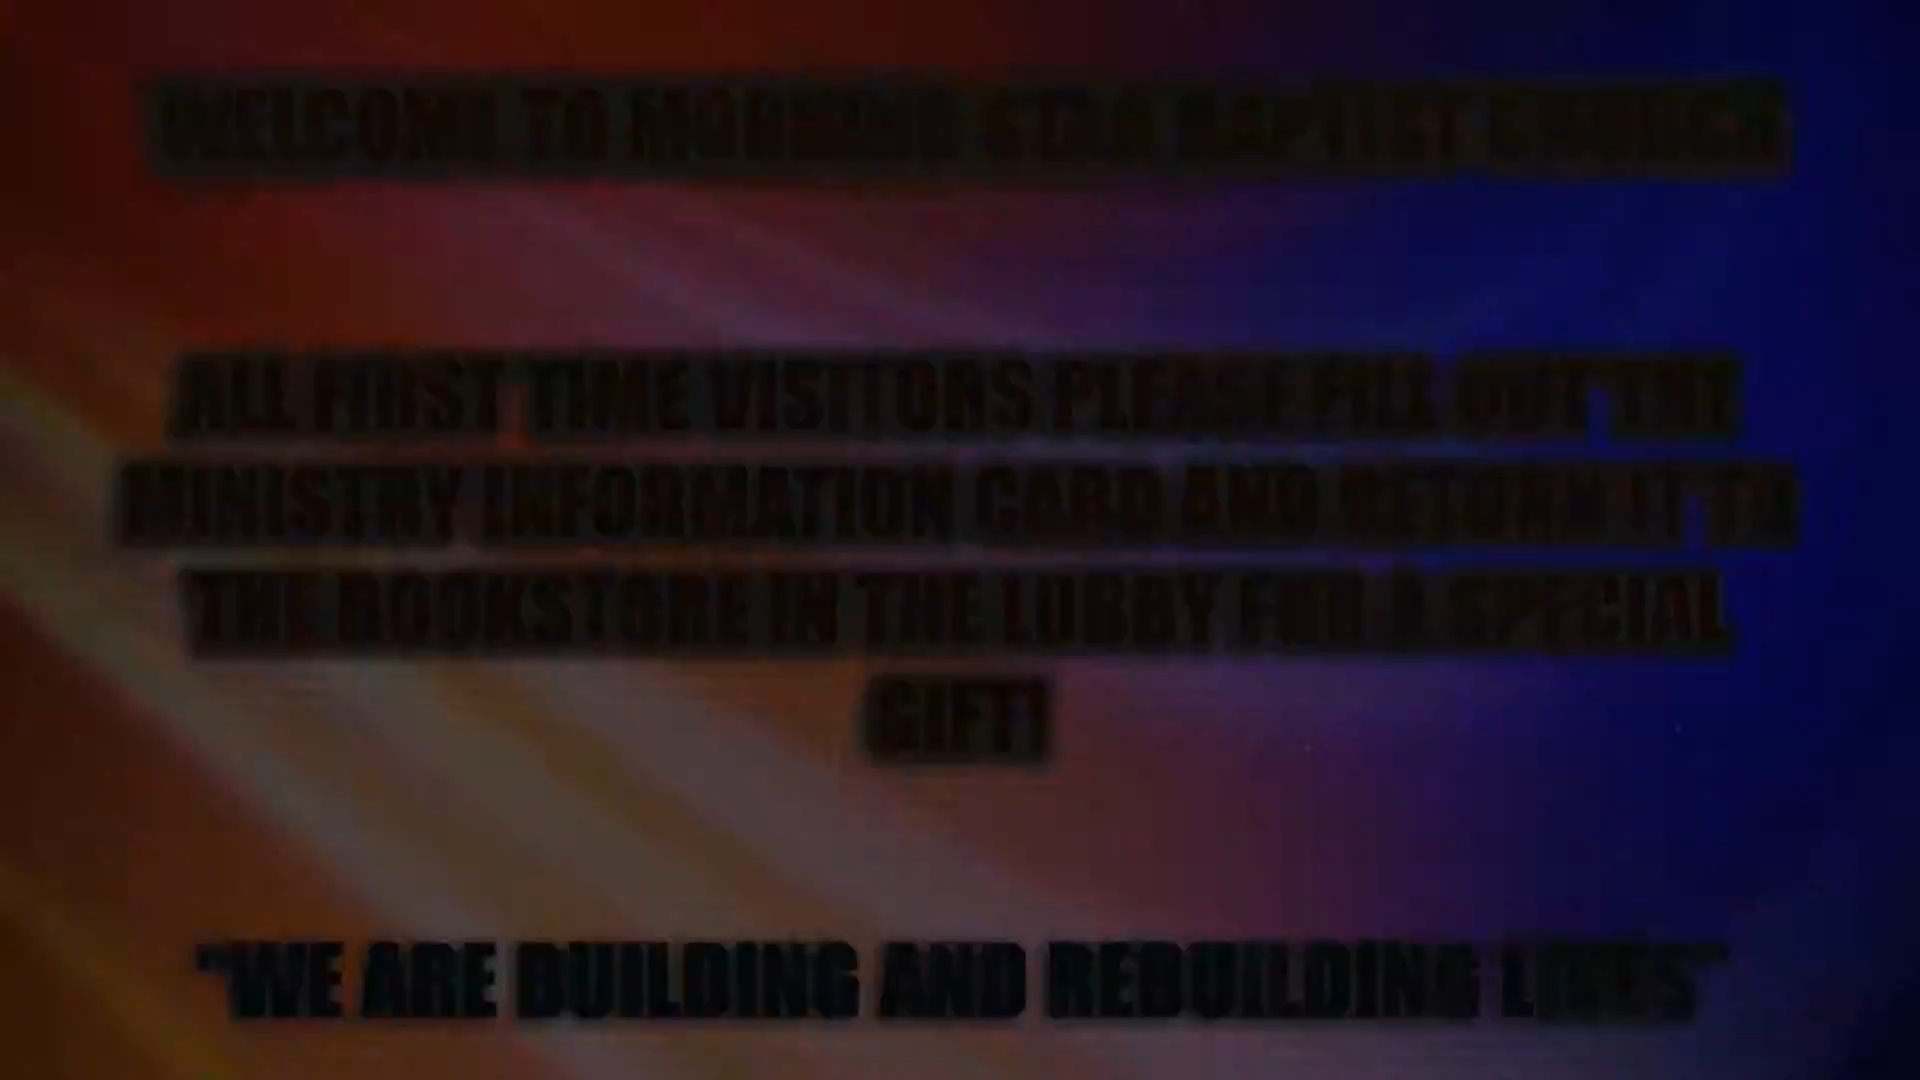 WELCOME TO MORNING STAR BAPTIST CHURCH
ALL FIRST TIME VISITORS PLEASE FILL OUT THE
MINISTRY INFORMATION CARD AND RETURN IT TO
THE BOOKSTORE IN THE LOBBY FOR A SPECIAL
GIFT!
"WE ARE BUILDING AND REBUILDING LIVES"